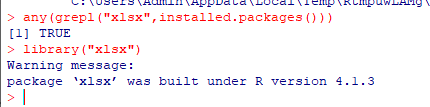 C:\Users\Admin\AppData\Local\Temp\RtmpuwLAMg\
> any(grepl("xlsx",installed.packages()))
[1] TRUE
> library("xlsx")
Warning message:
package ‘xlsx’ was built under R version 4.1.3
>